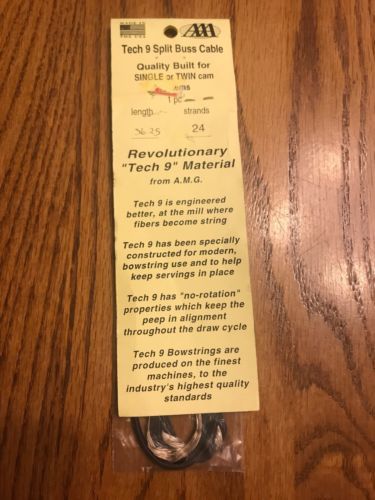 MADE IN
THE USA
Tech 9 Split Buss Cable
Quality Built for
SINGLE or TWIN cam
1 pc
length strands
36.25 24
Revolutionary
"Tech 9" Material
from A.M.G.
Tech 9 is engineered
better, at the mill where
fibers become string
Tech 9 has been specially
constructed for modern,
bowstring use and to help
keep servings in place
Tech 9 has "no-rotation"
properties which keep the
peep in alignment
throughout the draw cycle
Tech 9 Bowstrings are
produced on the finest
machines, to the
industry's highest quality
standards